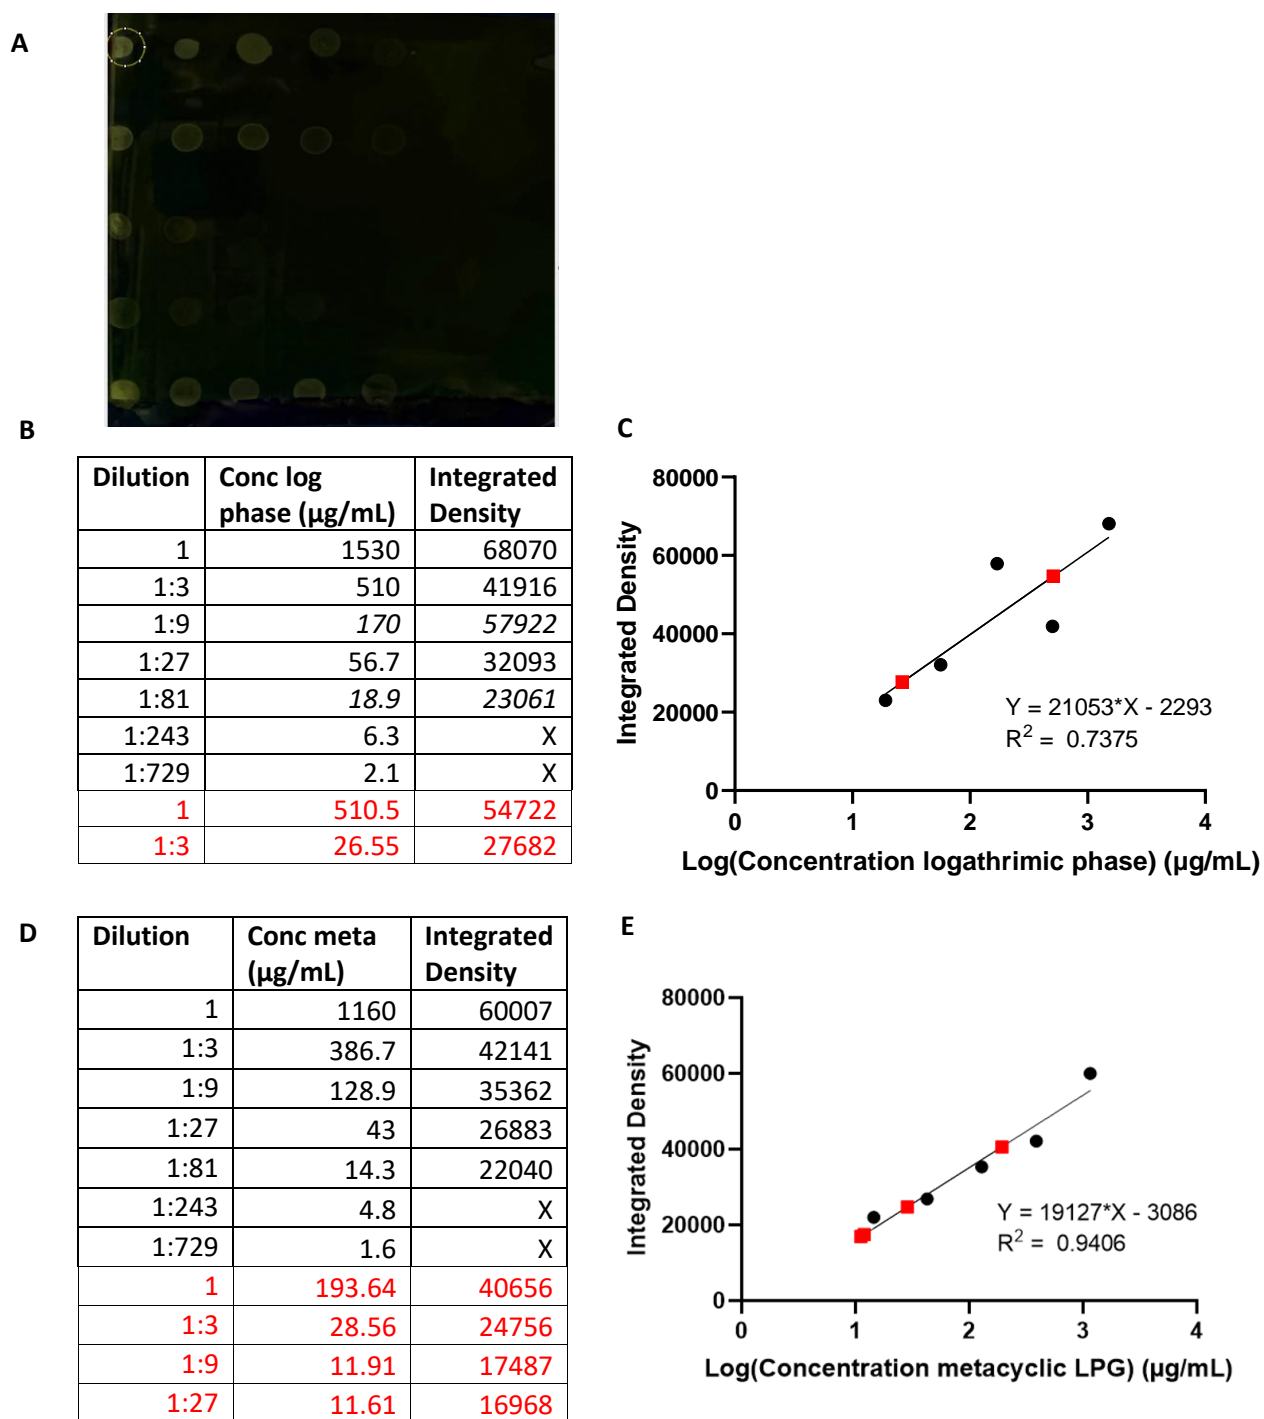 A
B
Dilution Conc log phase (µg/mL) Integrated Density
1 1530 68070
1:3 510 41916
1:9 170 57922
1:27 56.7 32093
1:81 18.9 23061
1:243 6.3 X
1:729 2.1 X
1 510.5 54722
1:3 26.55 27682
C
80000
60000
40000
20000
0
Integrated Density
Y = 21053*X - 2293
R² = 0.7375
0 1 2 3 4
Log(Concentration logathrimic phase) (µg/mL)
D
Dilution Conc meta (µg/mL) Integrated Density
1 1160 60007
1:3 386.7 42141
1:9 128.9 35362
1:27 43 26883
1:81 14.3 22040
1:243 4.8 X
1:729 1.6 X
1 193.64 40656
1:3 28.56 24756
1:9 11.91 17487
1:27 11.61 16968
E
80000
60000
40000
20000
0
Integrated Density
Y = 19127*X - 3086
R² = 0.9406
0 1 2 3 4
Log(Concentration metacyclic LPG) (µg/mL)